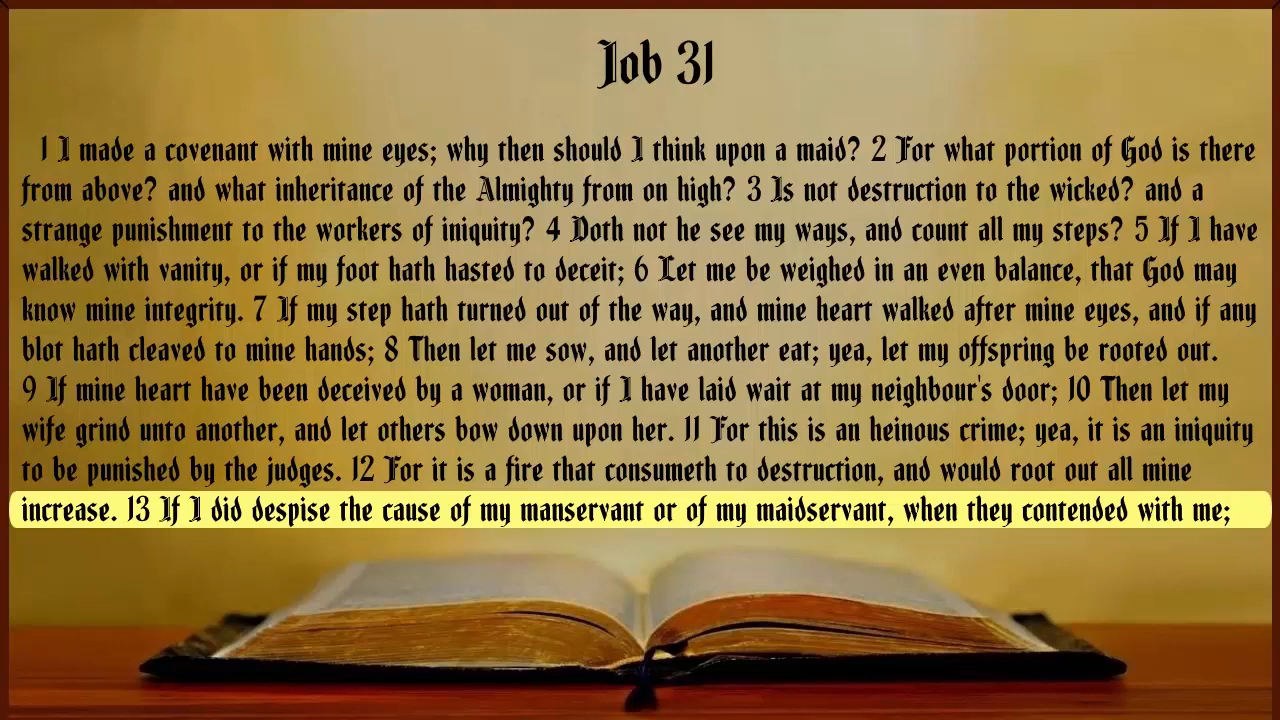 Job 31
1 I made a covenant with mine eyes; why then should I think upon a maid? 2 For what portion of God is there
from above? and what inheritance of the Almighty from on high? 3 Is not destruction to the wicked? and a
strange punishment to the workers of iniquity? 4 Doth not he see my ways, and count all my steps? 5 If I have
walked with vanity, or if my foot hath hasted to deceit; 6 Let me be weighed in an even balance, that God may
know mine integrity. 7 If my step hath turned out of the way, and mine heart walked after mine eyes, and if any
blot hath cleaved to mine hands; 8 Then let me sow, and let another eat; yea, let my offspring be rooted out.
9 If mine heart have been deceived by a woman, or if I have laid wait at my neighbour's door; 10 Then let my
wife grind unto another, and let others bow down upon her. 11 For this is an heinous crime; yea, it is an iniquity
to be punished by the judges. 12 For it is a fire that consumeth to destruction, and would root out all mine
increase. 13 If I did despise the cause of my manservant or of my maidservant, when they contended with me;